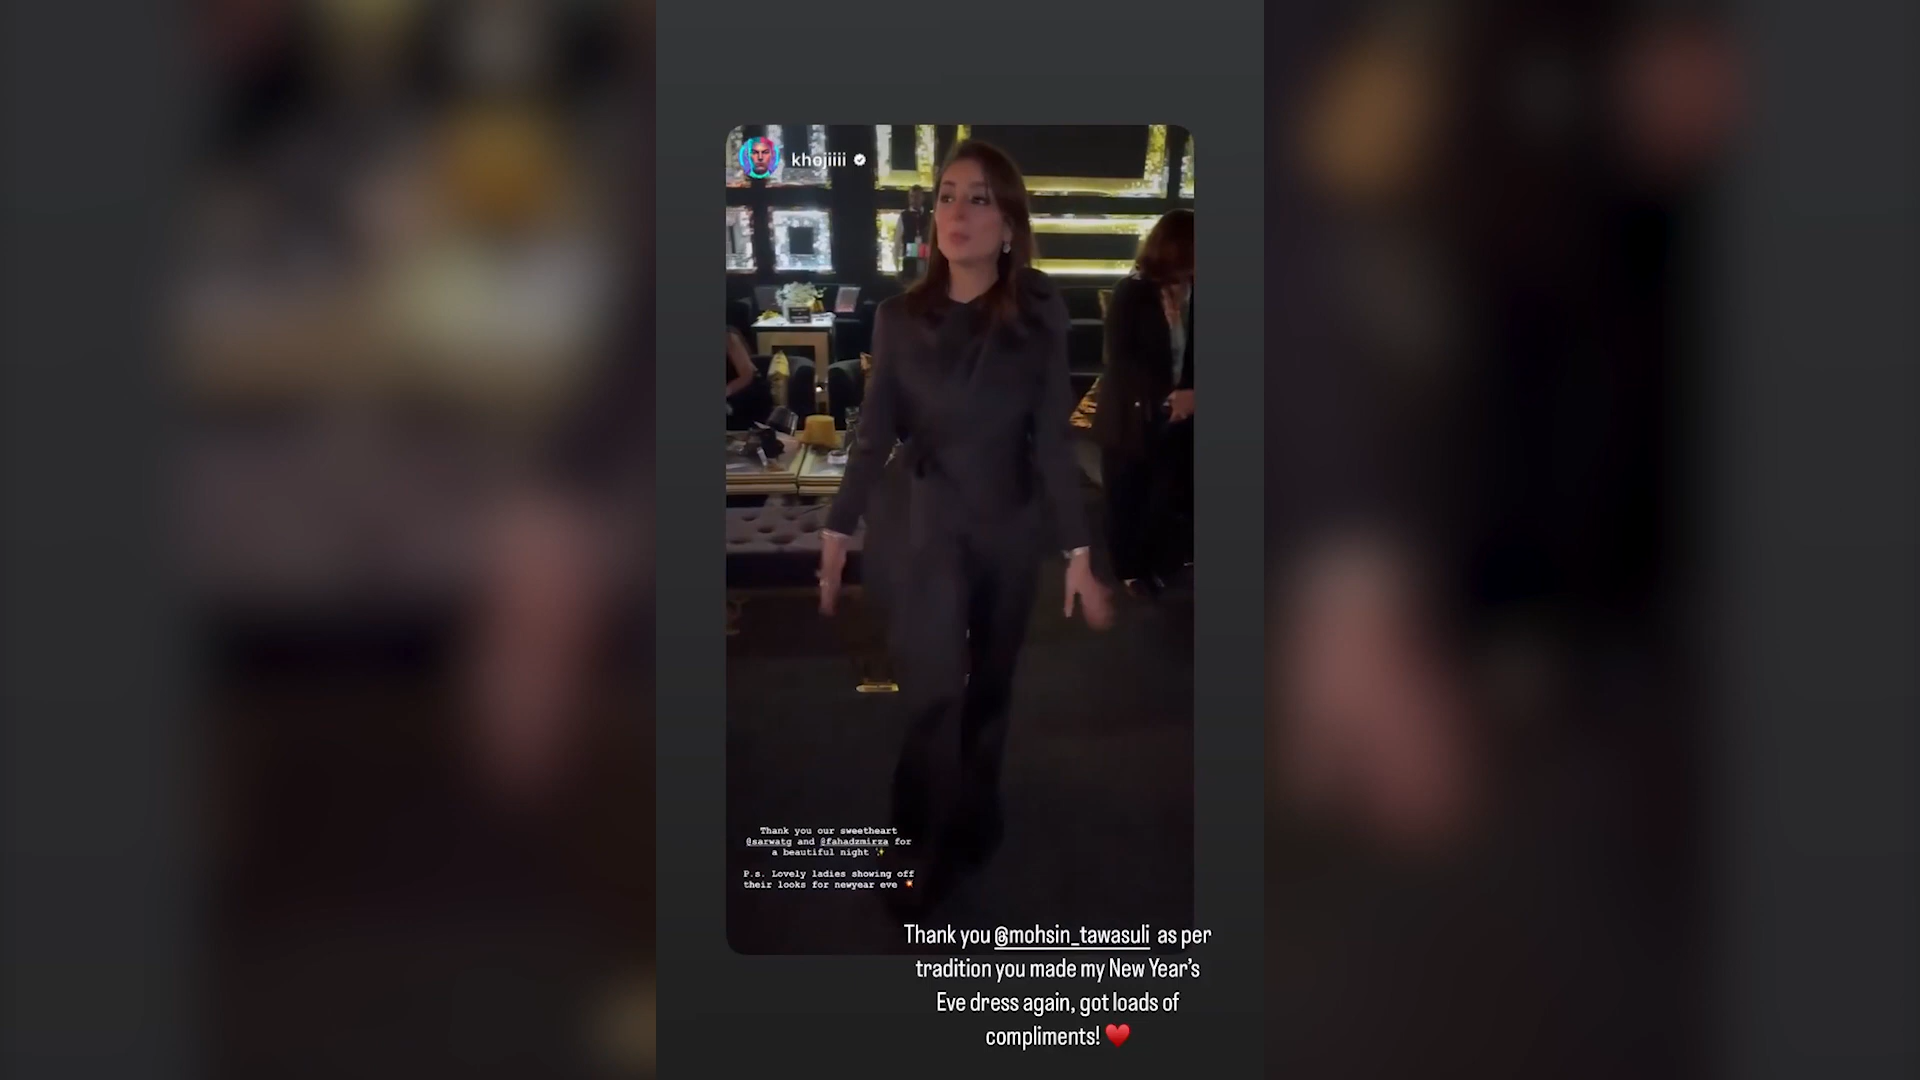 khojiiii
Thank you our sweetheart
@sarwatg and @fahadzmirza for
a beautiful night ✨
P.s. Lovely ladies showing off
their looks for newyear eve 💥
Thank you @mohsin_tawasuli as per
tradition you made my New Year's
Eve dress again, got loads of
compliments! ♥️